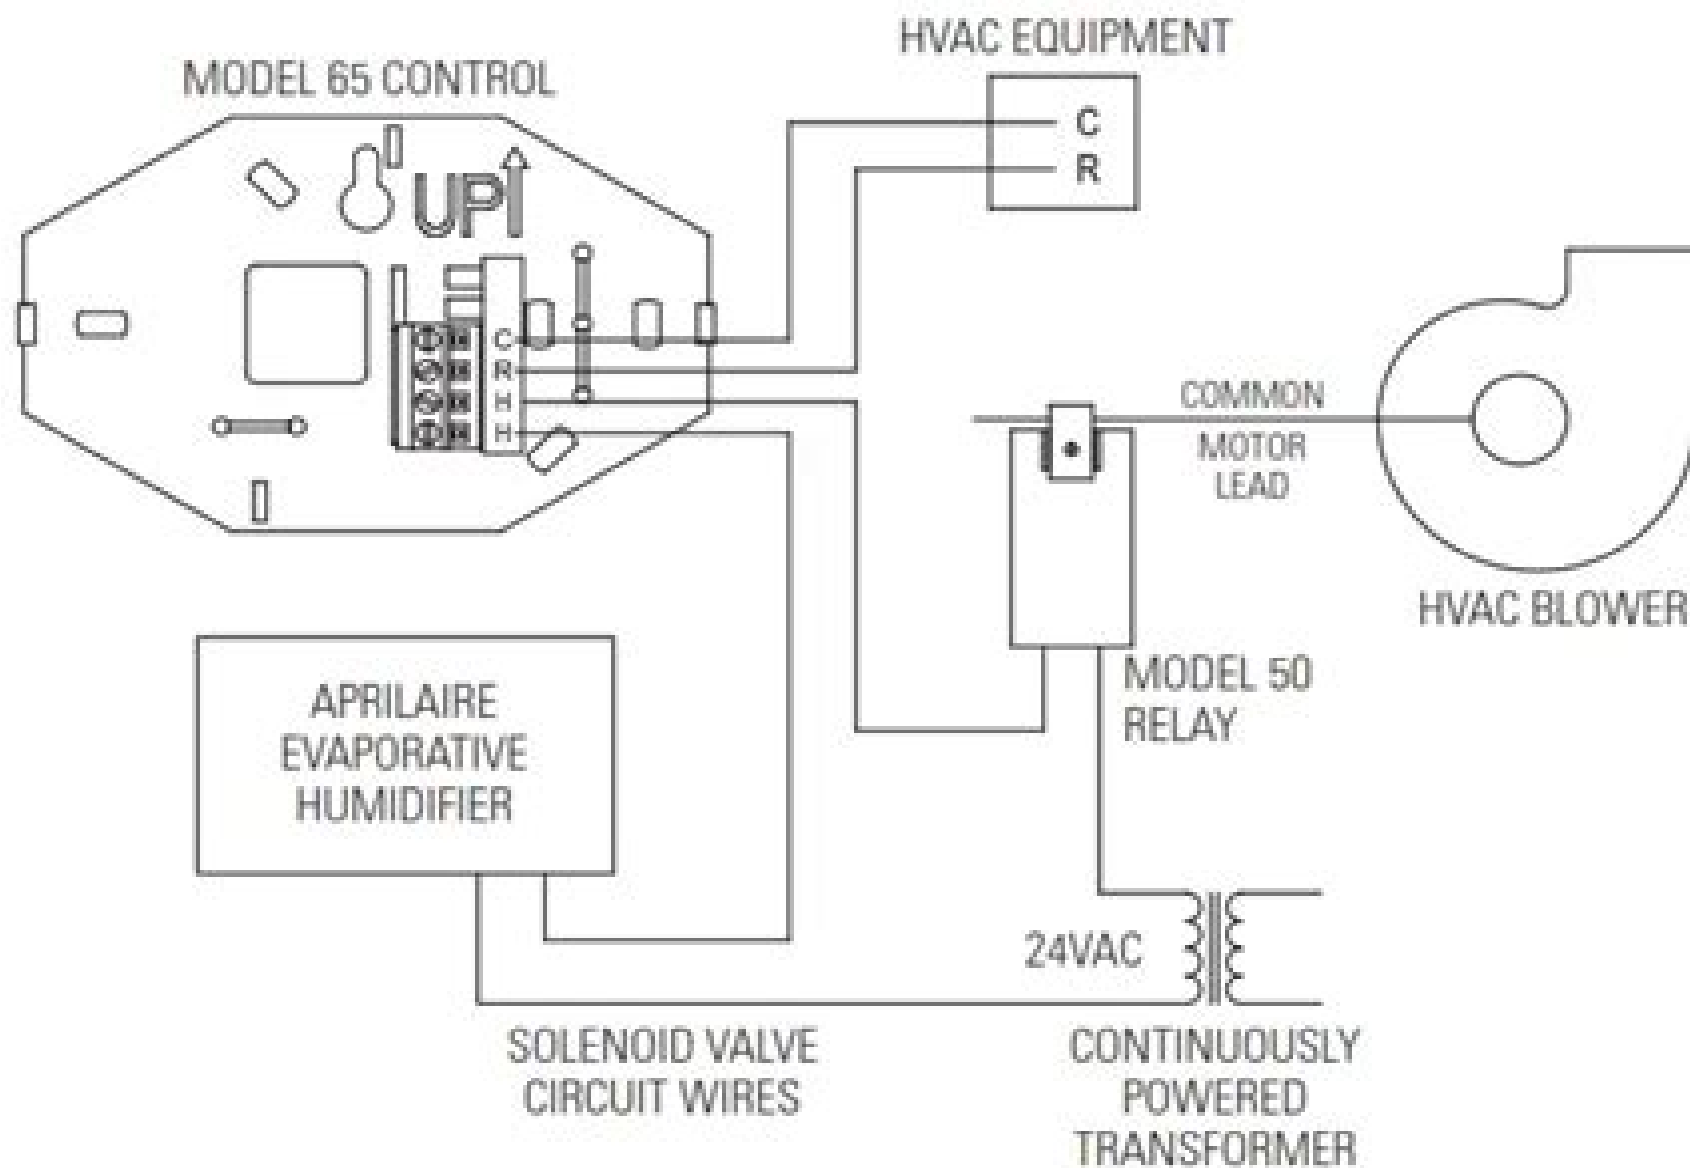 HVAC EQUIPMENT
MODEL 65 CONTROL
C
R
UP
C
R
H
H
COMMON
MOTOR
LEAD
HVAC BLOWER
MODEL 50
RELAY
APRILAIRE
EVAPORATIVE
HUMIDIFIER
24VAC
SOLENOID VALVE
CIRCUIT WIRES
CONTINUOUSLY
POWERED
TRANSFORMER